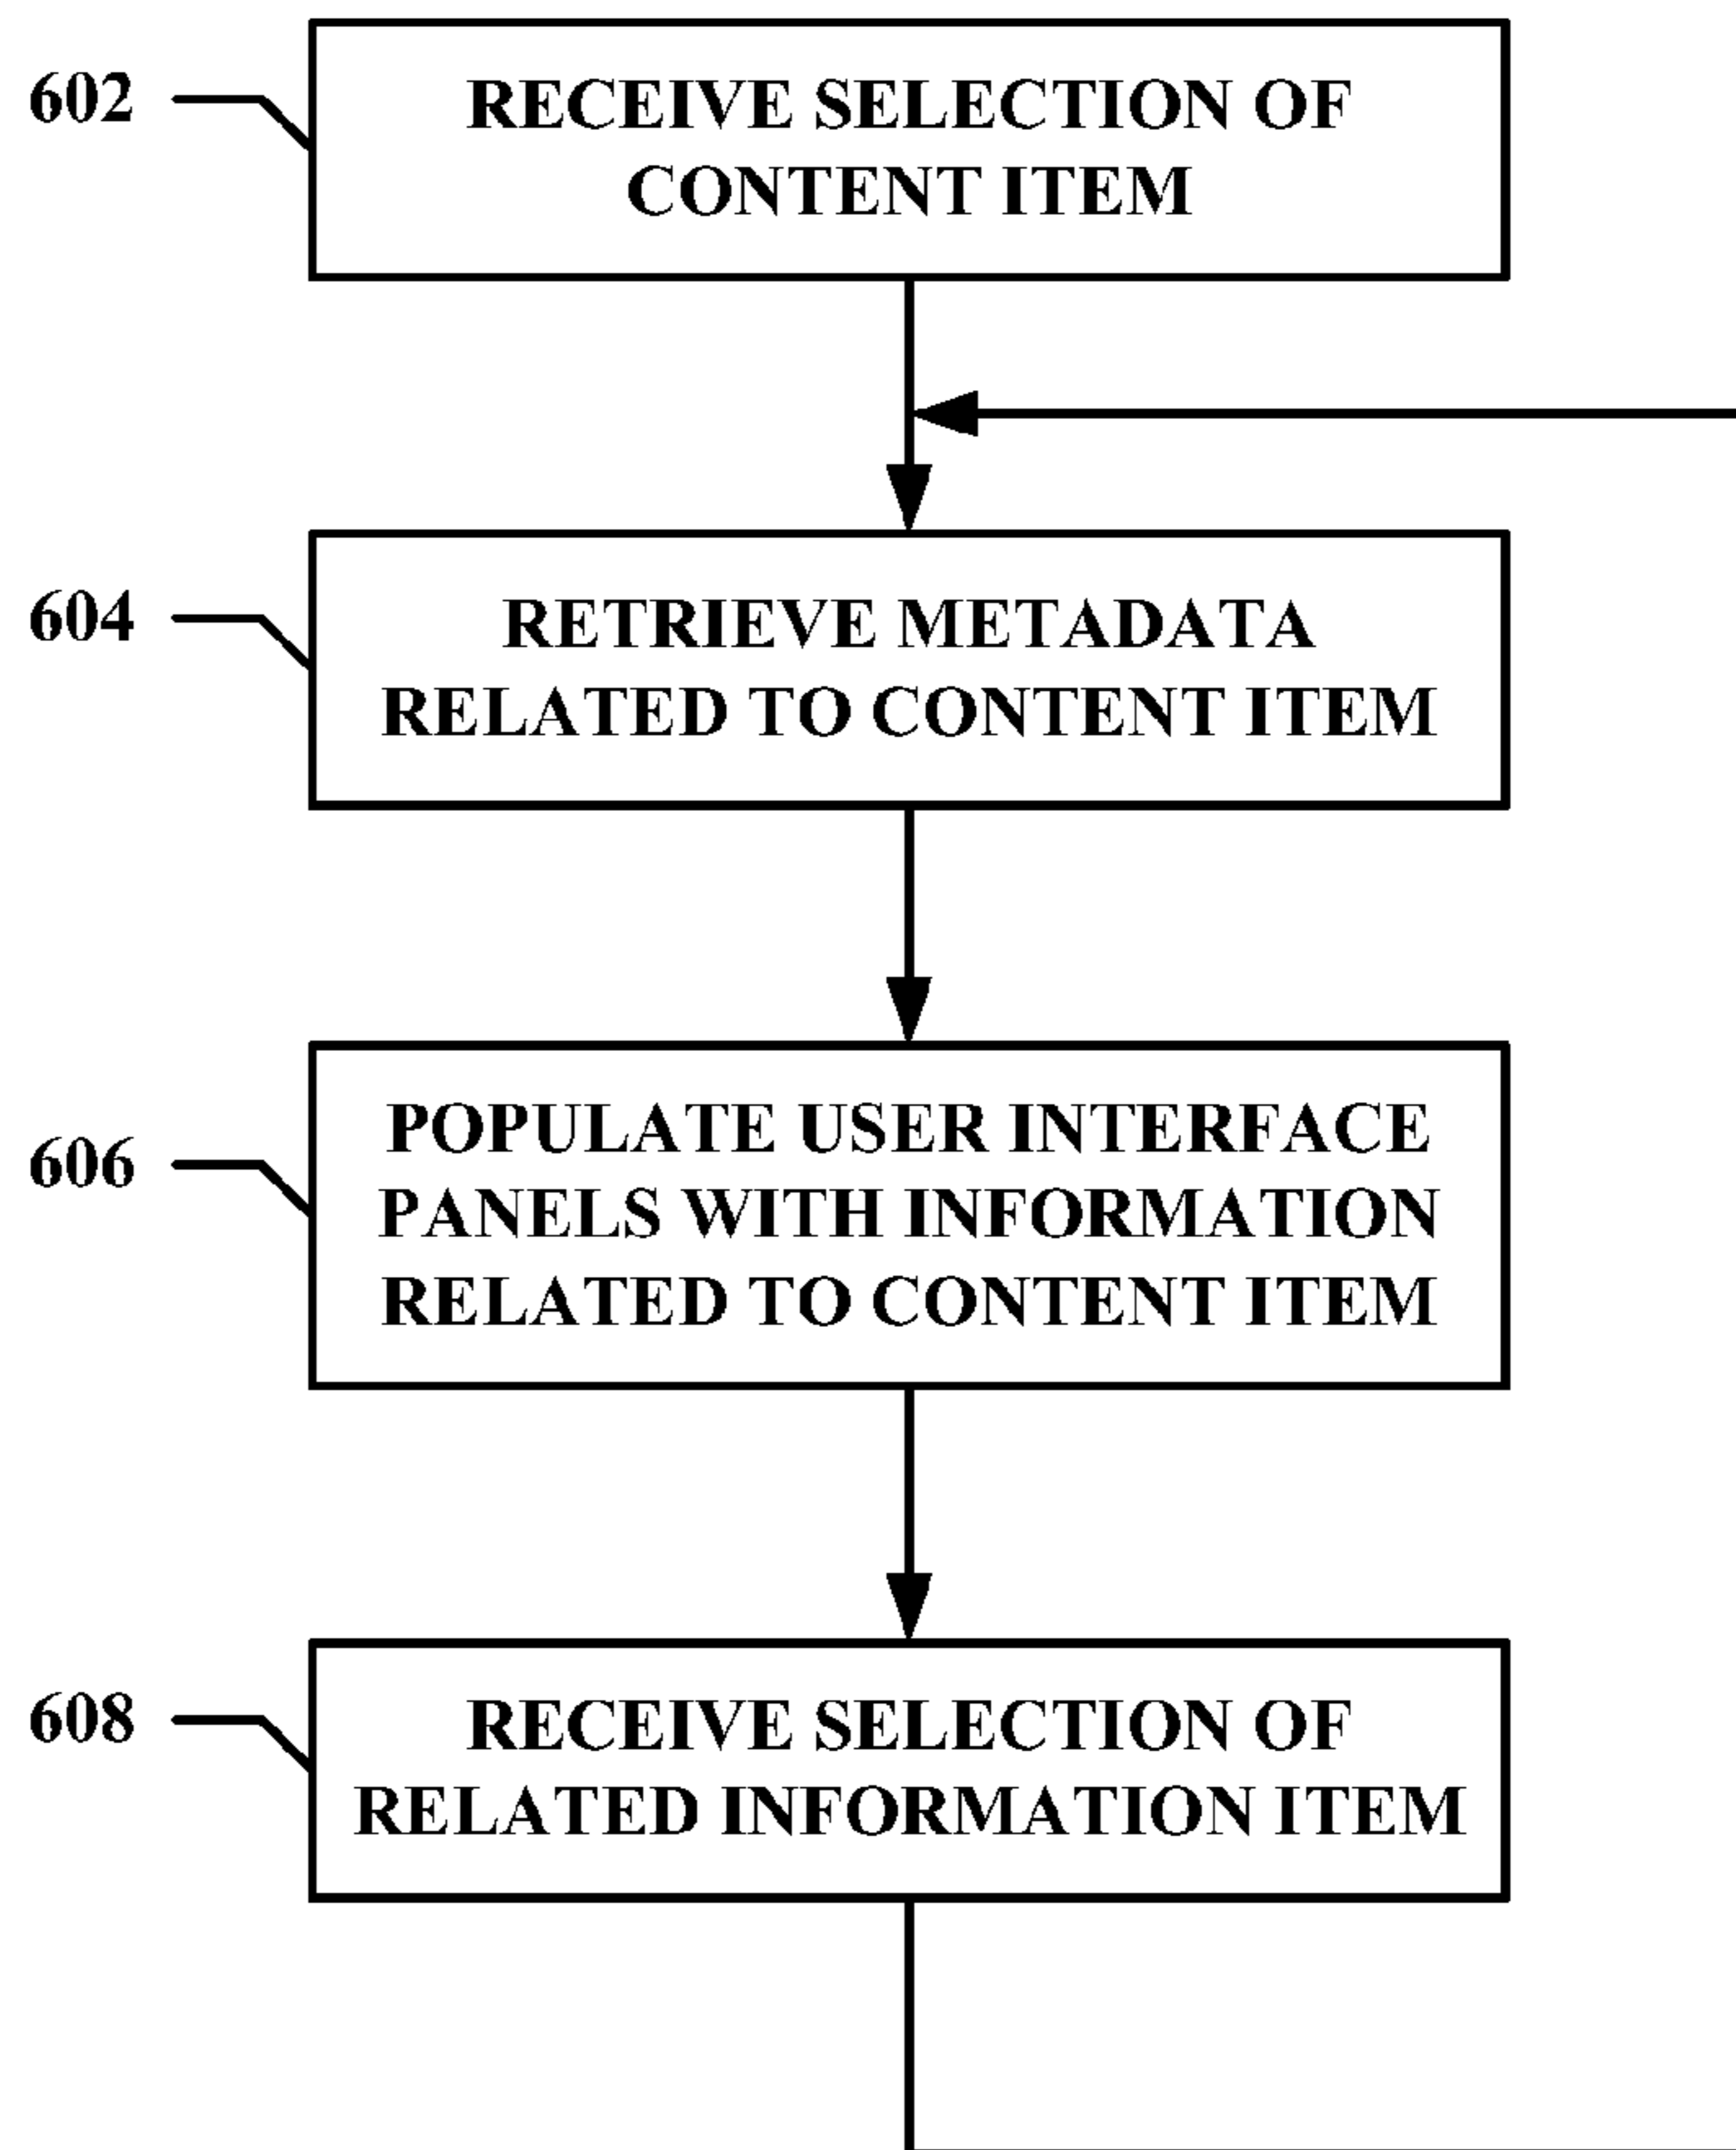 602
RECEIVE SELECTION OF
CONTENT ITEM
604
RETRIEVE METADATA
RELATED TO CONTENT ITEM
606
POPULATE USER INTERFACE
PANELS WITH INFORMATION
RELATED TO CONTENT ITEM
608
RECEIVE SELECTION OF
RELATED INFORMATION ITEM